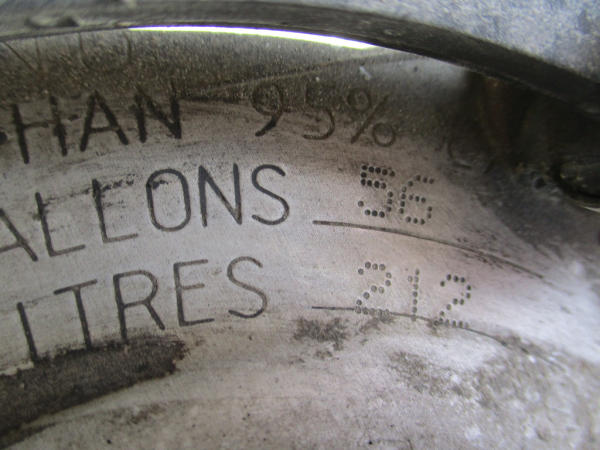 HAN 95%
ALLONS 56
ITRES 212